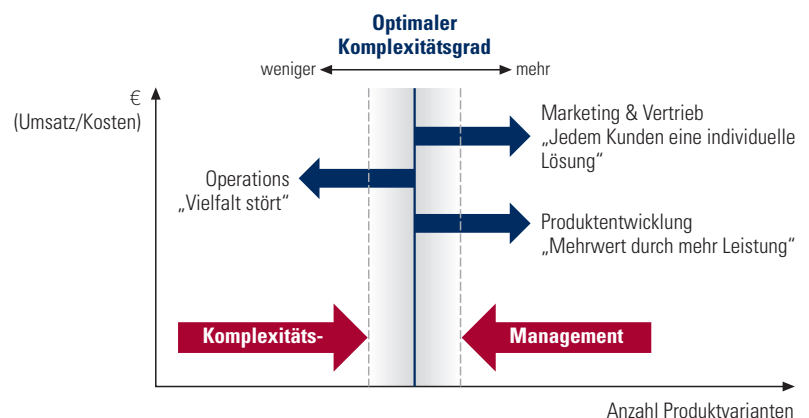 Optimaler
Komplexitätsgrad
weniger
mehr
€
(Umsatz/Kosten)
Marketing & Vertrieb
„Jedem Kunden eine individuelle
Lösung“
Operations
„Vielfalt stört“
Produktentwicklung
„Mehrwert durch mehr Leistung“
Komplexitäts-
Management
Anzahl Produktvarianten